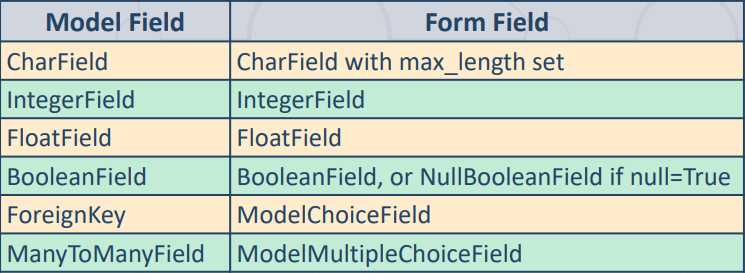 Model Field Form Field
CharField CharField with max_length set
IntegerField IntegerField
FloatField FloatField
BooleanField BooleanField, or NullBooleanField if null=True
ForeignKey ModelChoiceField
ManyToManyField ModelMultipleChoiceField